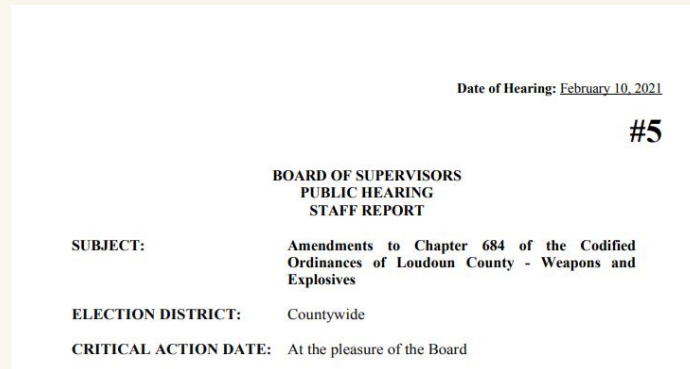 Date of Hearing: February 10, 2021
#5
BOARD OF SUPERVISORS
PUBLIC HEARING
STAFF REPORT
SUBJECT: Amendments to Chapter 684 of the Codified
Ordinances of Loudoun County - Weapons and
Explosives
ELECTION DISTRICT: Countywide
CRITICAL ACTION DATE: At the pleasure of the Board